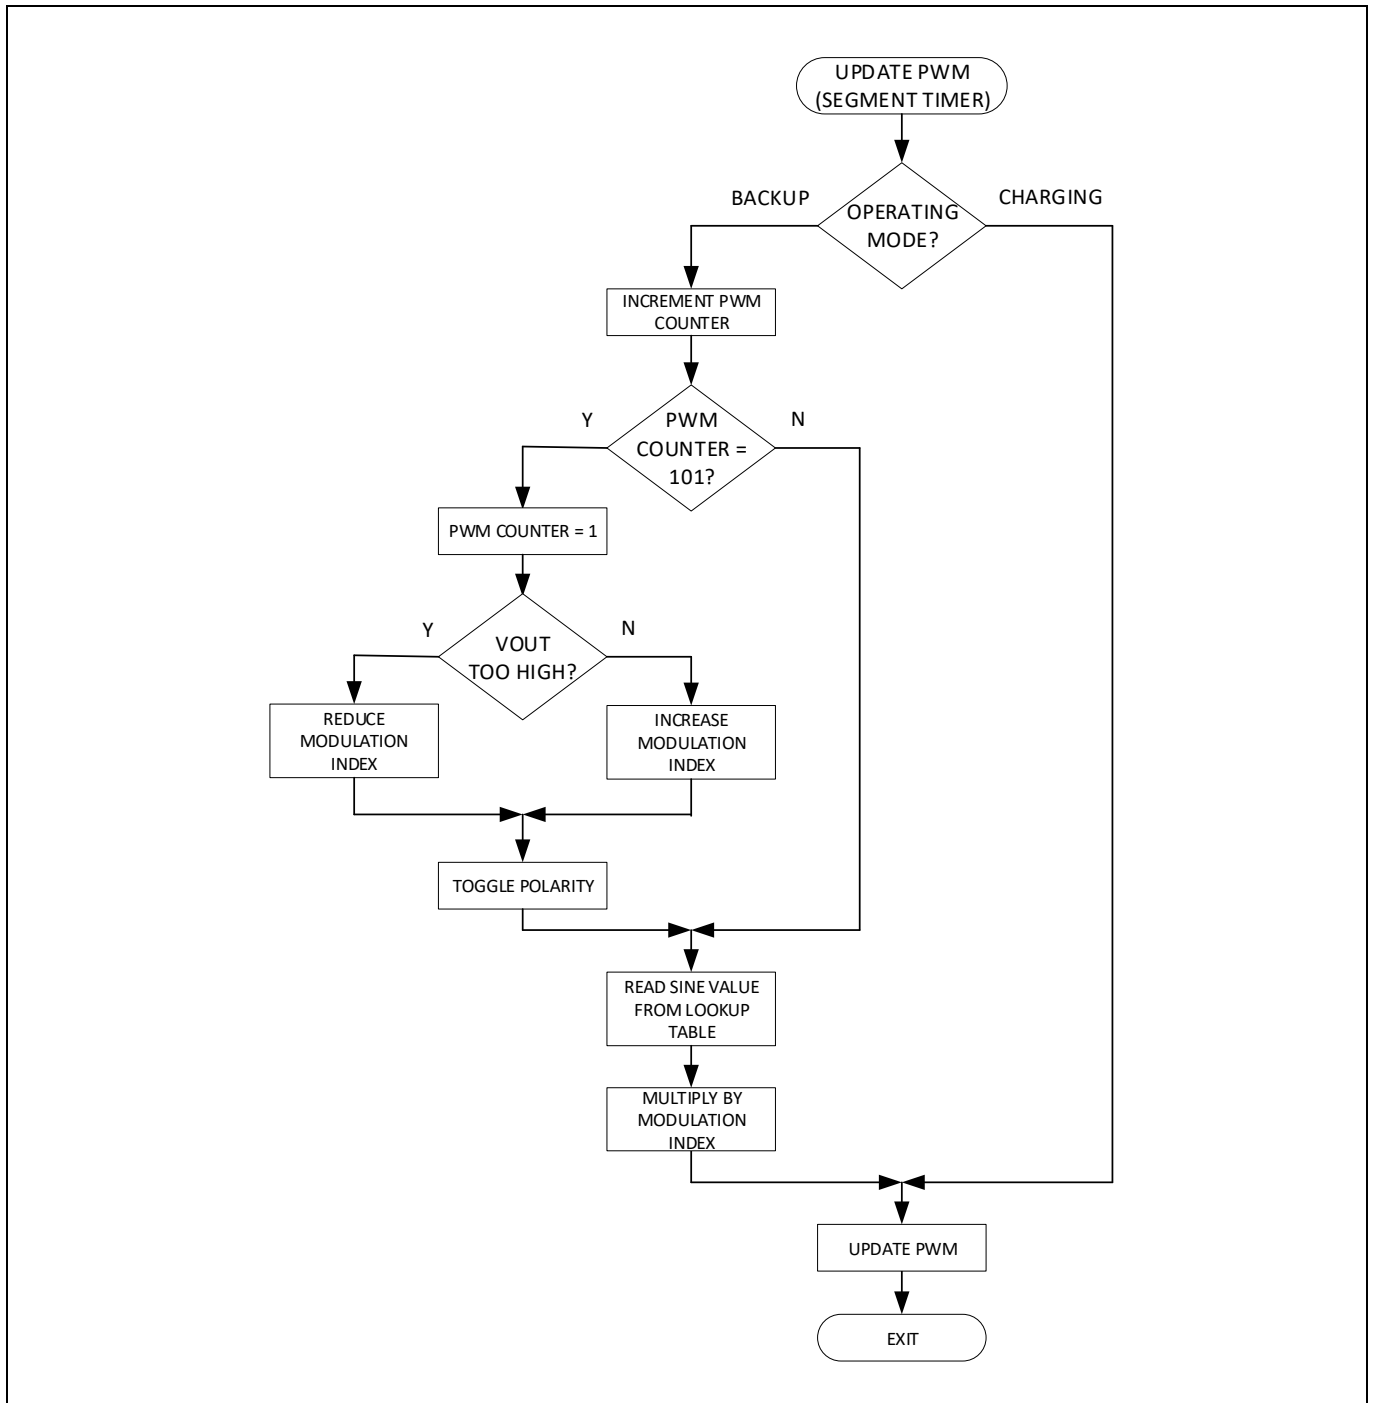 UPDATE PWM
(SEGMENT TIMER)
BACKUP
CHARGING
OPERATING
MODE?
INCREMENT PWM
COUNTER
Y
N
PWM
COUNTER =
101?
PWM COUNTER = 1
Y
N
VOUT
TOO HIGH?
REDUCE
MODULATION
INDEX
INCREASE
MODULATION
INDEX
TOGGLE POLARITY
READ SINE VALUE
FROM LOOKUP
TABLE
MULTIPLY BY
MODULATION
INDEX
UPDATE PWM
EXIT